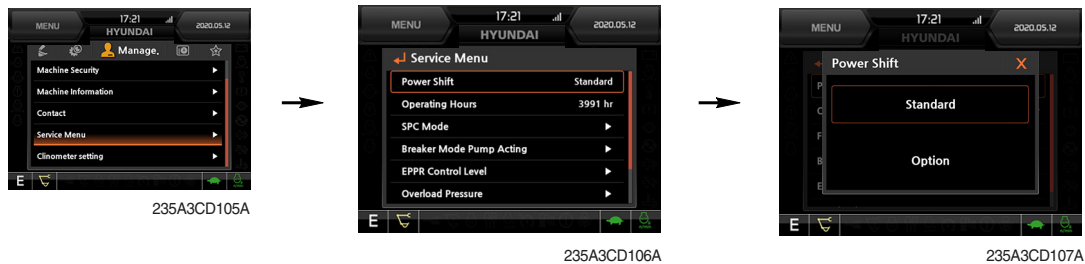 MENU
17:21
2020.05.12
HYUNDAI
Manage.
Machine Security
Machine Information
Contact
Service Menu
Clinometer setting
E
235A3CD105A
MENU
17:21
2020.05.12
HYUNDAI
Service Menu
Power Shift Standard
Operating Hours 3991 hr
SPC Mode
Breaker Mode Pump Acting
EPPR Control Level
Overload Pressure
E
235A3CD106A
MENU
17:21
2020.05.12
HYUNDAI
Power Shift X
Standard
Option
E
235A3CD107A